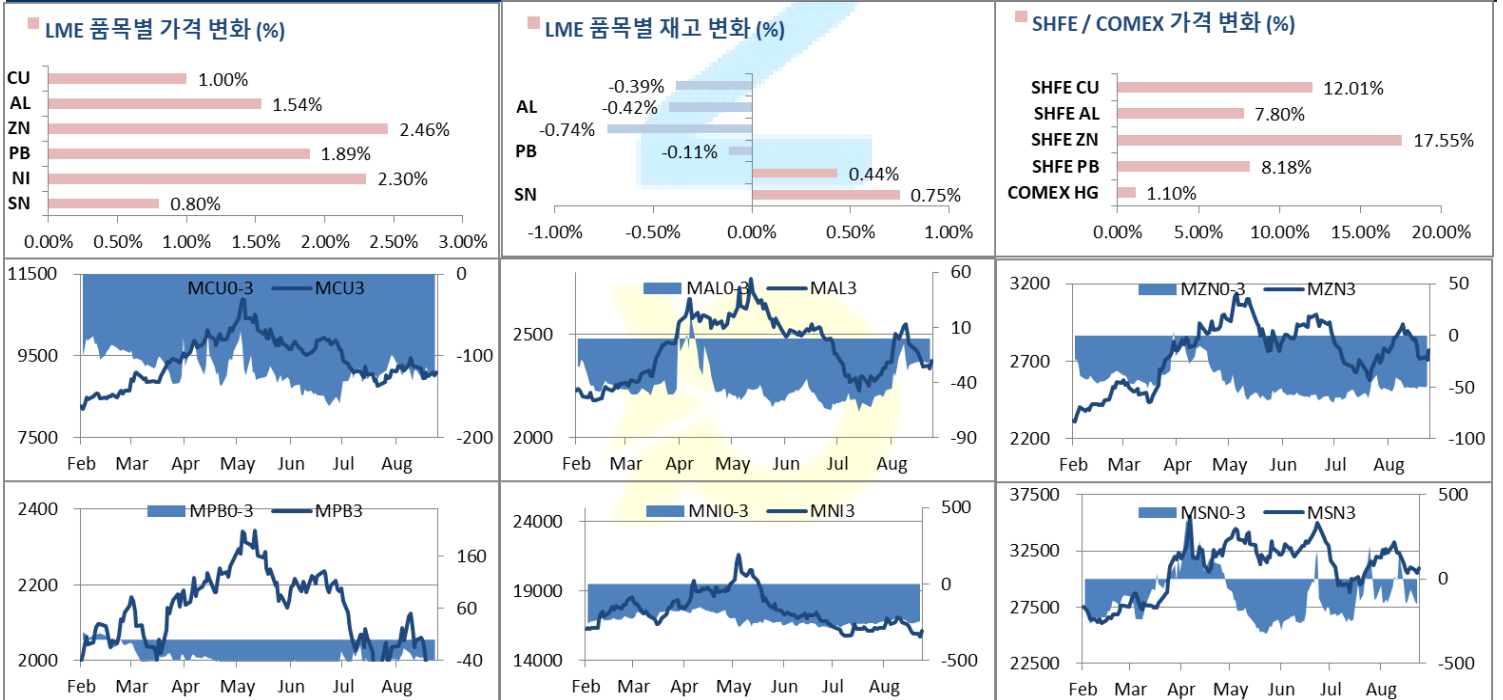 LME 품목별 가격 변화 (%)
CU
1.00%
AL
1.54%
ZN
2.46%
PB
1.89%
NI
2.30%
SN
0.80%
0.00% 0.50% 1.00% 1.50% 2.00% 2.50% 3.00%
LME 품목별 재고 변화 (%)
-0.39%
AL
-0.42%
-0.74%
PB
-0.11%
0.44%
SN
0.75%
-1.00% -0.50% 0.00% 0.50% 1.00%
SHFE / COMEX 가격 변화 (%)
SHFE CU
12.01%
SHFE AL
7.80%
SHFE ZN
17.55%
SHFE PB
8.18%
COMEX HG
1.10%
0.00% 5.00% 10.00% 15.00% 20.00%
MCU0-3 MCU3
11500
9500
7500
0
-100
-200
Feb Mar Apr May Jun Jul Aug
MAL0-3 MAL3
2500
2000
60
10
-40
-90
Feb Mar Apr May Jun Jul Aug
MZN0-3 MZN3
3200
2700
2200
50
0
-50
-100
Feb Mar Apr May Jun Jul Aug
MPB0-3 MPB3
2400
2200
2000
160
60
-40
Feb Mar Apr May Jun Jul Aug
MNI0-3 MNI3
24000
19000
14000
500
0
-500
Feb Mar Apr May Jun Jul Aug
MSN0-3 MSN3
37500
32500
27500
22500
500
0
-500
Feb Mar Apr May Jun Jul Aug